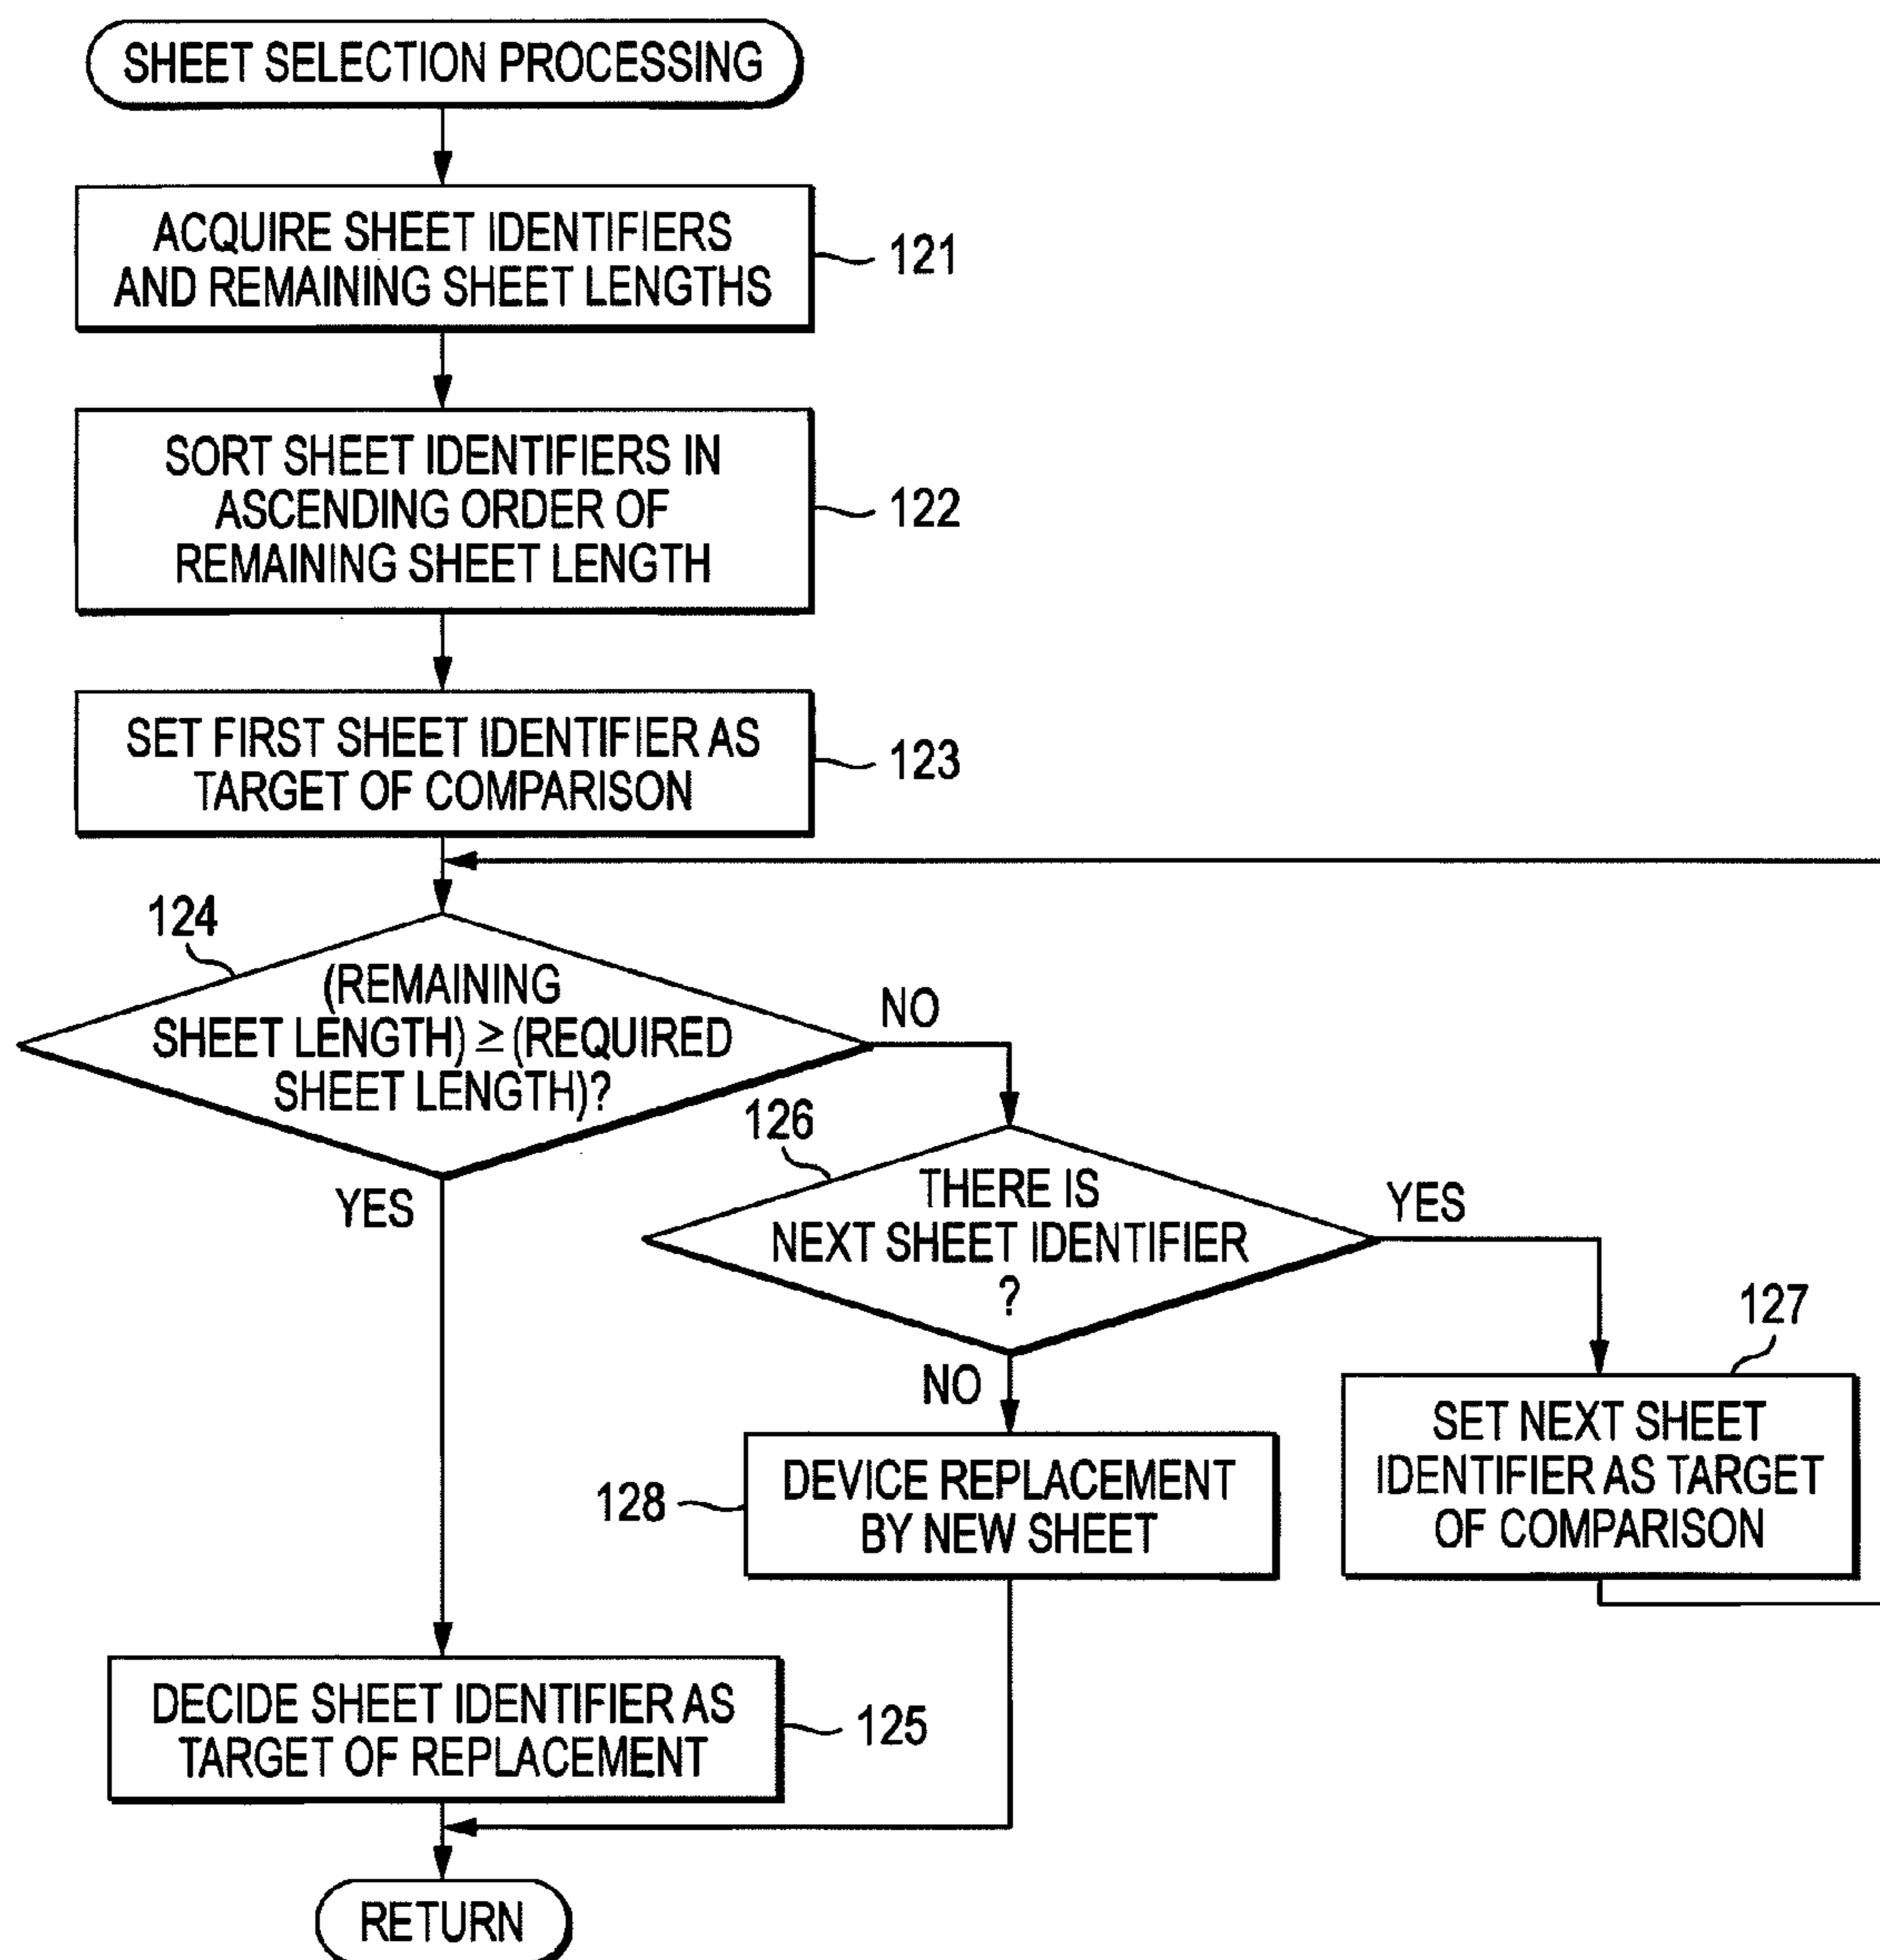 SHEET SELECTION PROCESSING
ACQUIRE SHEET IDENTIFIERS
AND REMAINING SHEET LENGTHS
121
SORT SHEET IDENTIFIERS IN
ASCENDING ORDER OF
REMAINING SHEET LENGTH
122
SET FIRST SHEET IDENTIFIER AS
TARGET OF COMPARISON
123
124
(REMAINING
SHEET LENGTH) ≥ (REQUIRED
SHEET LENGTH)?
NO
YES
126
THERE IS
NEXT SHEET IDENTIFIER
?
YES
NO
127
SET NEXT SHEET
IDENTIFIER AS TARGET
OF COMPARISON
128
DEVICE REPLACEMENT
BY NEW SHEET
DECIDE SHEET IDENTIFIER AS
TARGET OF REPLACEMENT
125
RETURN